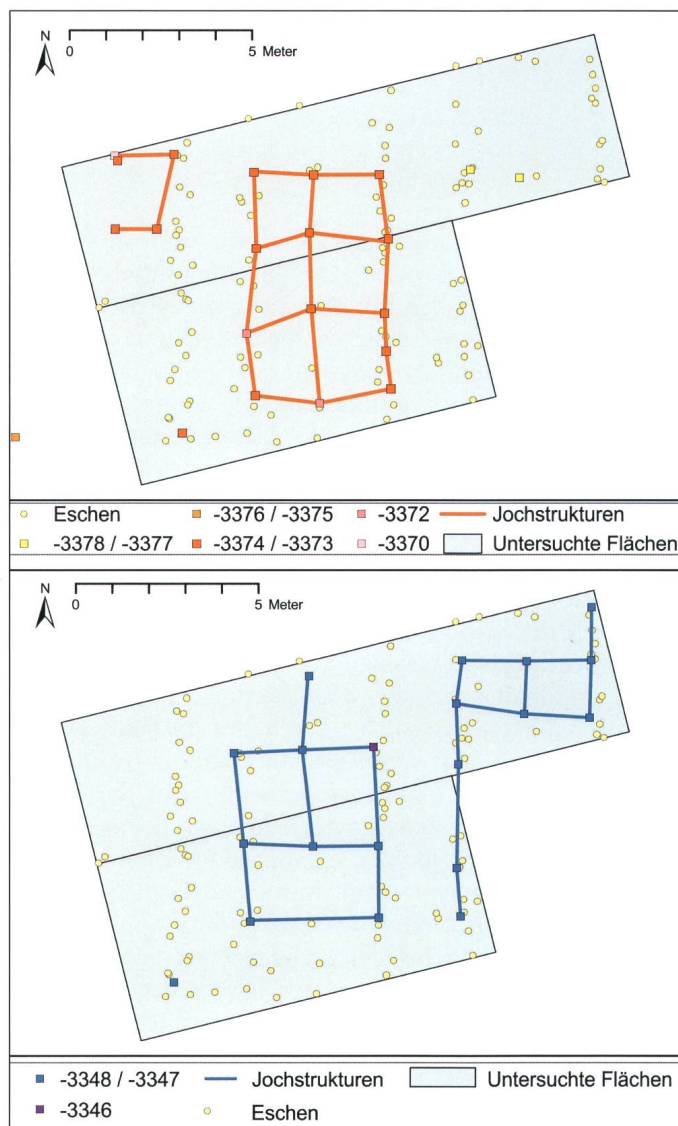 N
0 5 Meter
Eschen -3376 / -3375 -3372 Jochstrukturen
-3378 / -3377 -3374 / -3373 -3370 Untersuchte Flächen
N
0 5 Meter
-3348 / -3347 Jochstrukturen Untersuchte Flächen
-3346 Eschen